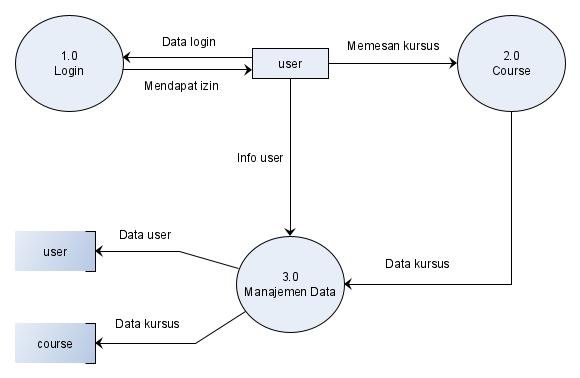 1.0
Login
Data login
Mendapat izin
user
Memesan kursus
2.0
Course
Info user
user
Data user
3.0
Manajemen Data
Data kursus
course
Data kursus